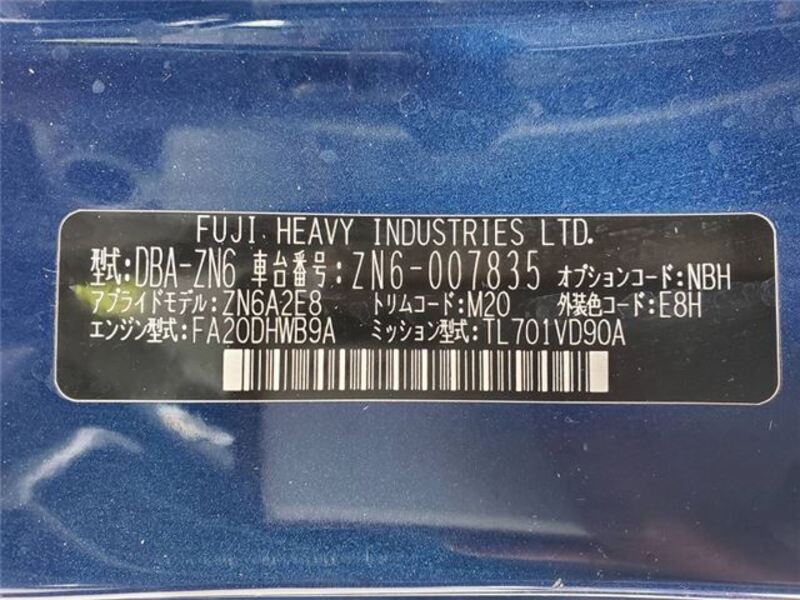 FUJI HEAVY INDUSTRIES LTD.
型式:DBA-ZN6 車台番号:ZN6-007835 オプションコード:NBH
アプライドモデル:ZN6A2E8 トリムコード:M20 外装色コード:E8H
エンジン型式:FA20DHWB9A ミッション型式:TL701VD90A